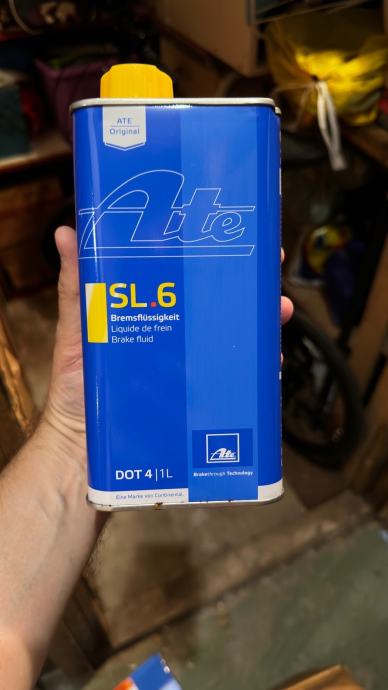 ATE
Original
Ate
SL.6
Bremsflüssigkeit
Liquide de frein
Brake fluid
Ate
Brakethrough Technology
DOT 4|1L
Eine Marke von Continental.